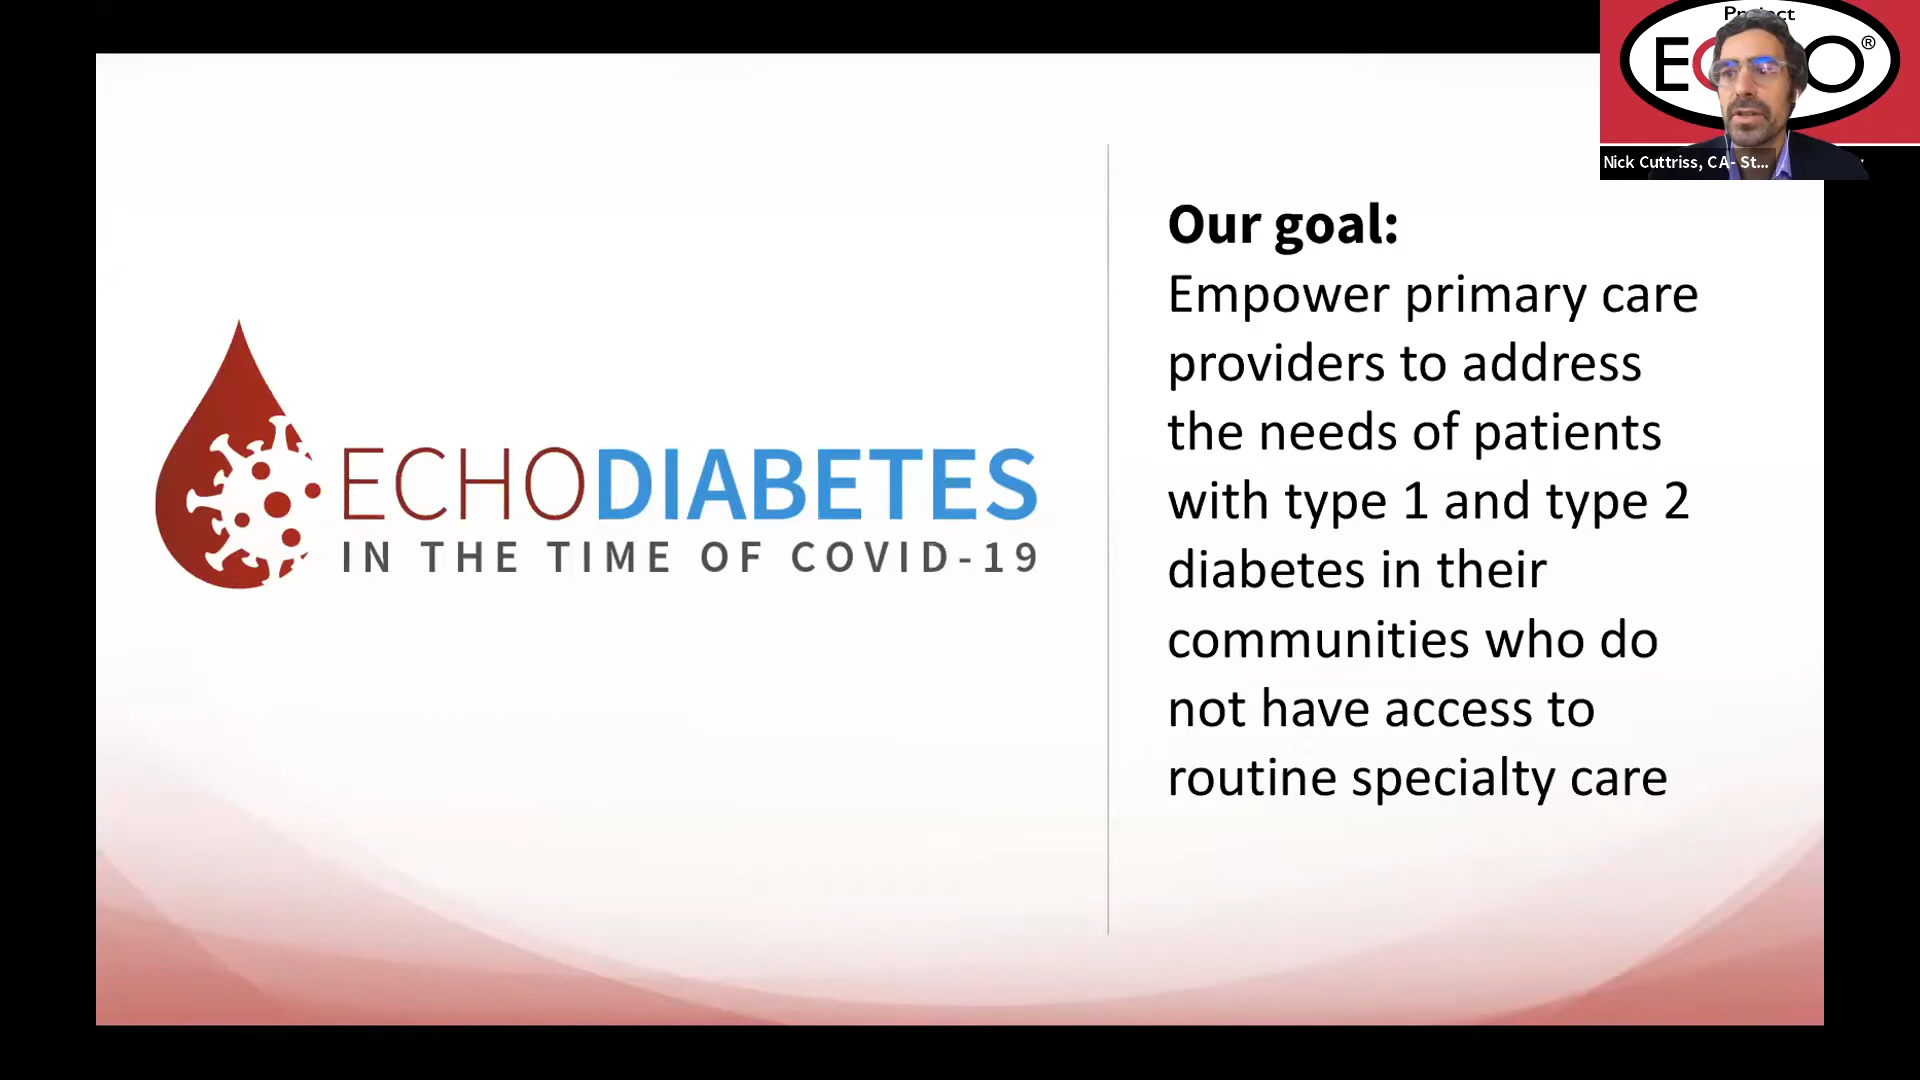 Project
ECHO®
Nick Cuttriss, CA- St...
Our goal:
Empower primary care
providers to address
the needs of patients
with type 1 and type 2
diabetes in their
communities who do
not have access to
routine specialty care
ECHODIABETES
IN THE TIME OF COVID-19